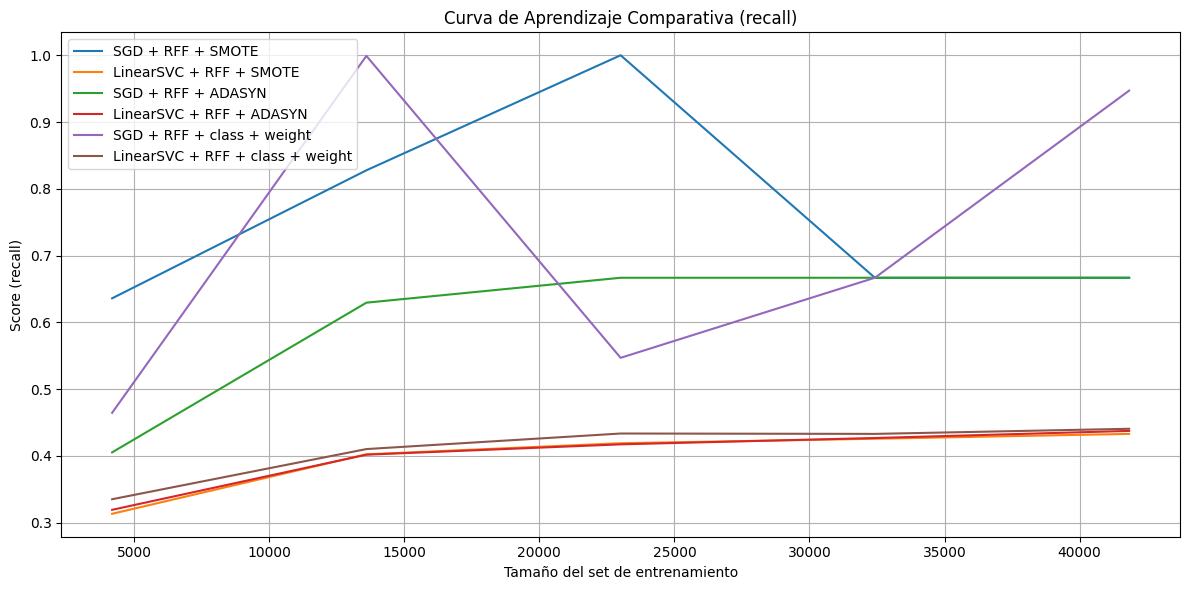 Curva de Aprendizaje Comparativa (recall)
SGD + RFF + SMOTE
LinearSVC + RFF + SMOTE
SGD + RFF + ADASYN
LinearSVC + RFF + ADASYN
SGD + RFF + class + weight
LinearSVC + RFF + class + weight
Score (recall)
1.0
0.9
0.8
0.7
0.6
0.5
0.4
0.3
5000 10000 15000 20000 25000 30000 35000 40000
Tamaño del set de entrenamiento